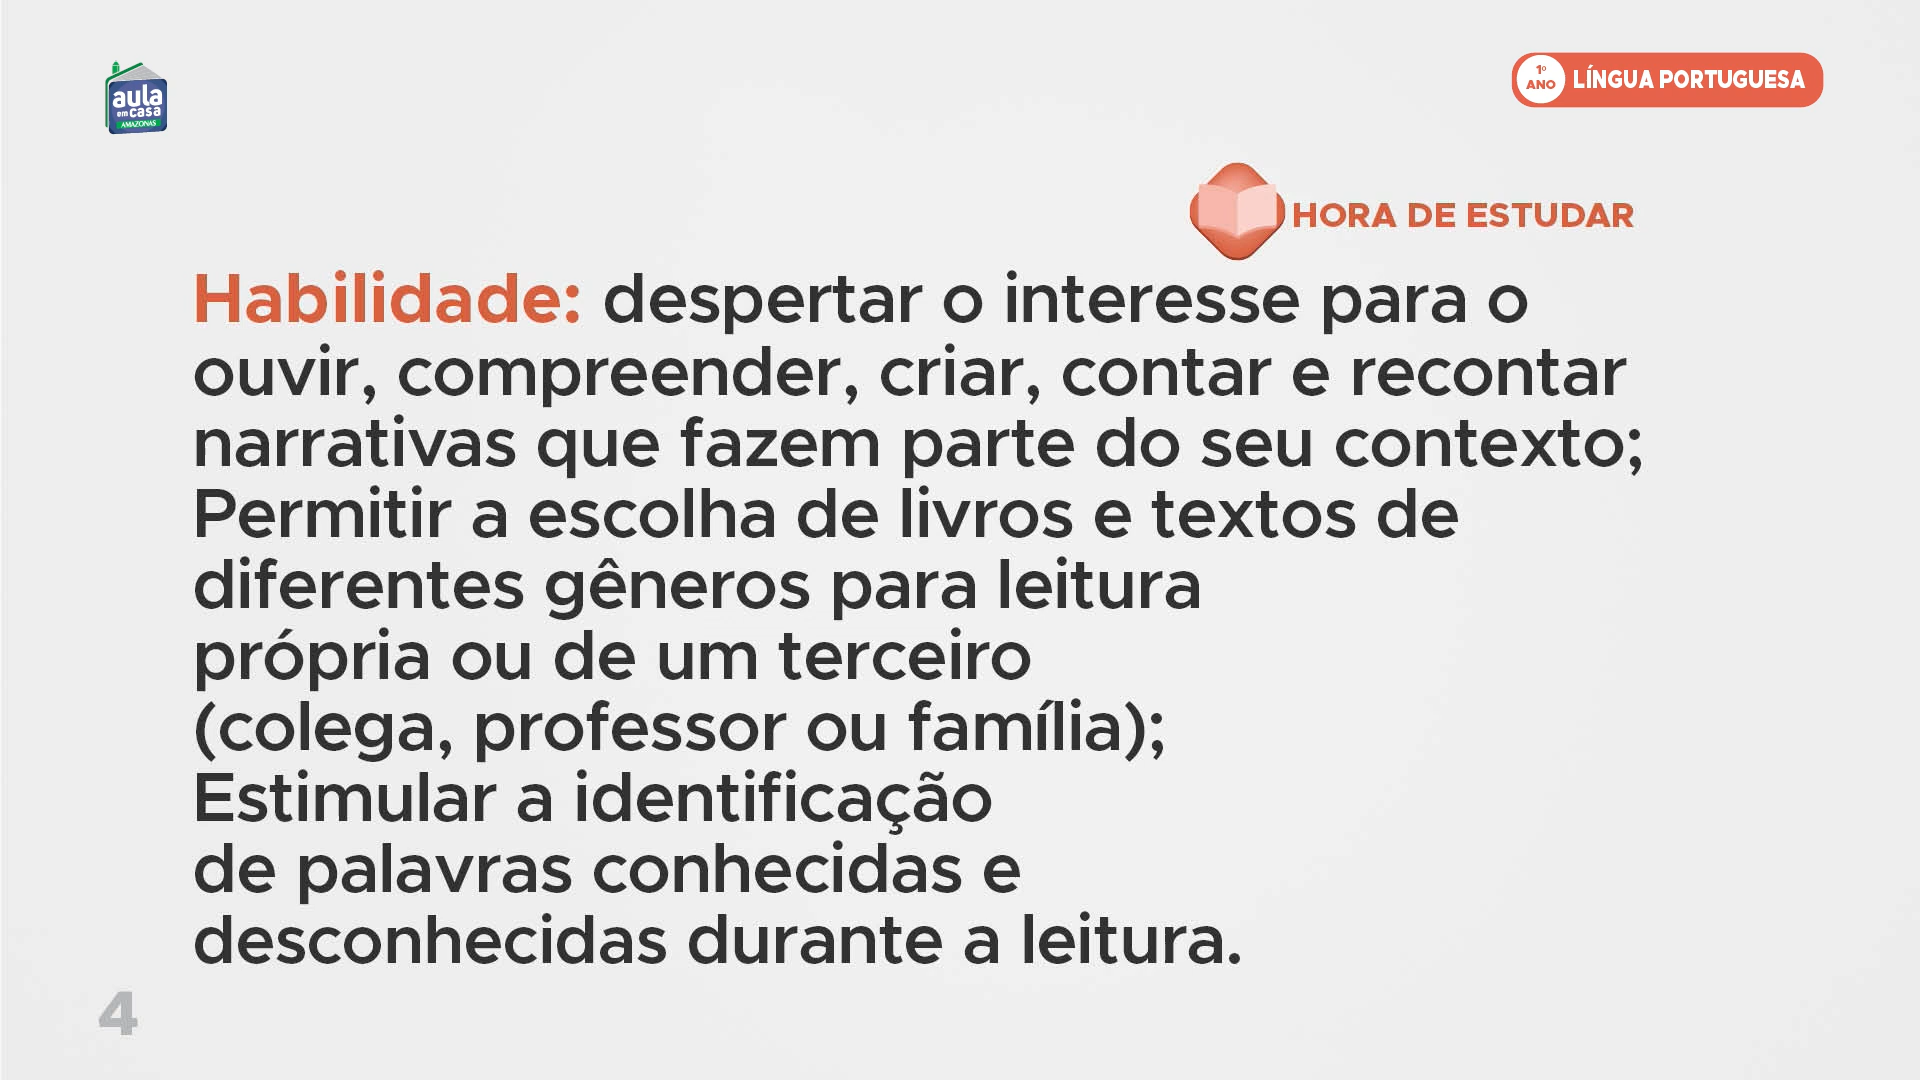 aula
em casa
AMAZONAS
1º
ANO
LÍNGUA PORTUGUESA
HORA DE ESTUDAR
Habilidade: despertar o interesse para o
ouvir, compreender, criar, contar e recontar
narrativas que fazem parte do seu contexto;
Permitir a escolha de livros e textos de
diferentes gêneros para leitura
própria ou de um terceiro
(colega, professor ou família);
Estimular a identificação
de palavras conhecidas e
desconhecidas durante a leitura.
4